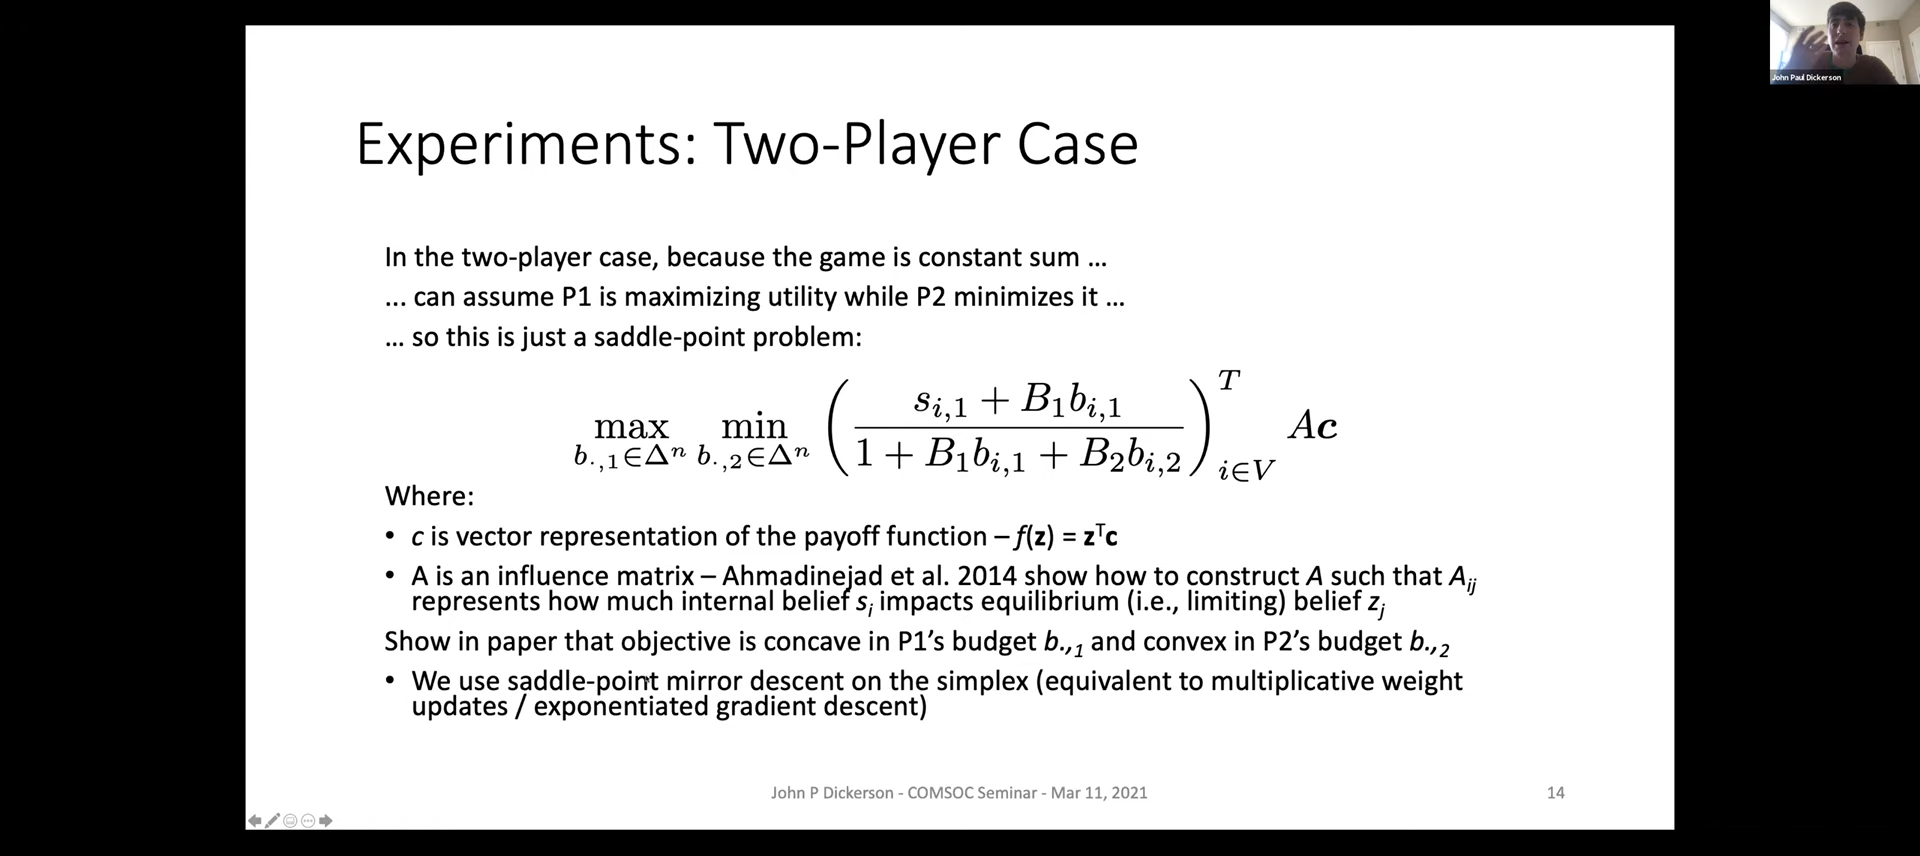 John Paul Dickerson
Experiments: Two-Player Case
In the two-player case, because the game is constant sum ...
... can assume P1 is maximizing utility while P2 minimizes it ...
... so this is just a saddle-point problem:
max_{b_{·,1}∈Δ^n} min_{b_{·,2}∈Δ^n} ( (s_{i,1} + B_1 b_{i,1}) / (1 + B_1 b_{i,1} + B_2 b_{i,2}) )^T_{i∈V} Ac
Where:
• c is vector representation of the payoff function – f(z) = z^T c
• A is an influence matrix – Ahmadinejad et al. 2014 show how to construct A such that A_ij
represents how much internal belief s_i impacts equilibrium (i.e., limiting) belief z_j
Show in paper that objective is concave in P1's budget b._{,1} and convex in P2's budget b._{,2}
• We use saddle-point mirror descent on the simplex (equivalent to multiplicative weight
updates / exponentiated gradient descent)
John P Dickerson - COMSOC Seminar - Mar 11, 2021
14